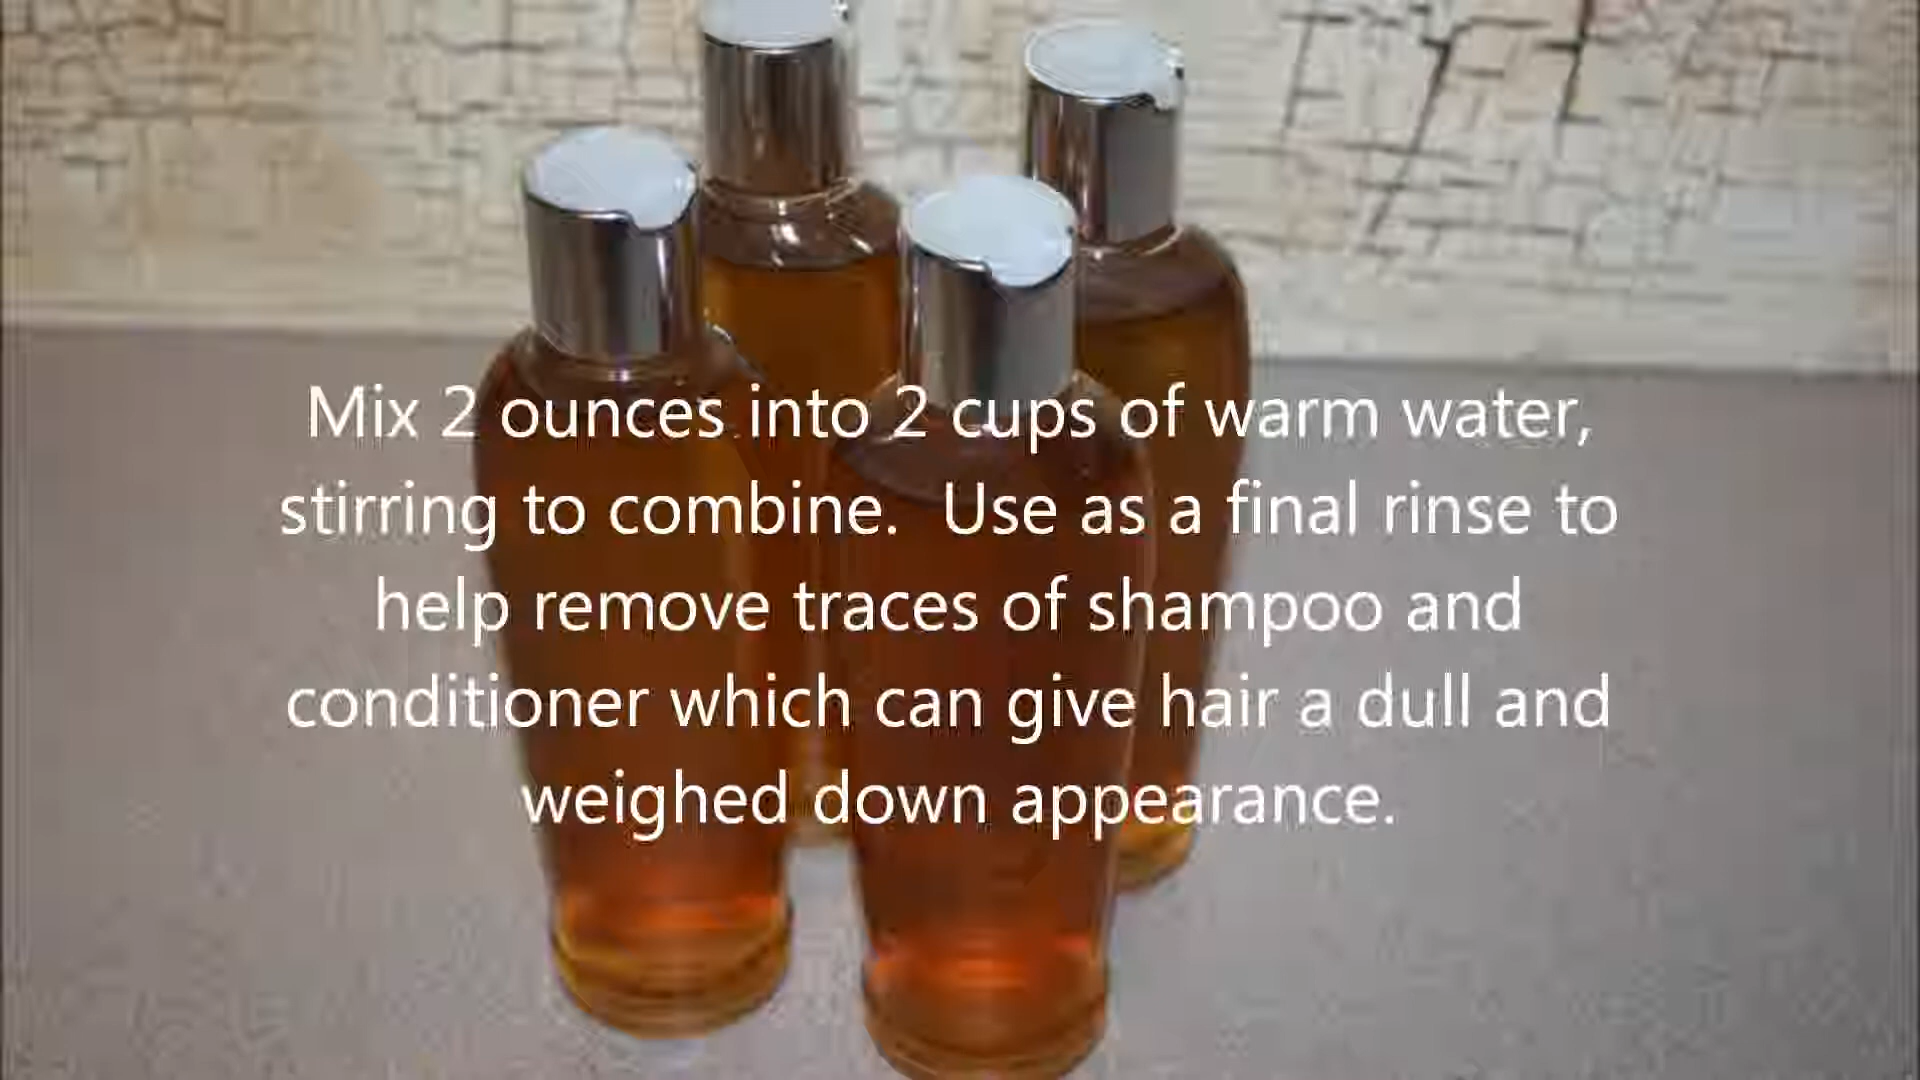 Mix 2 ounces into 2 cups of warm water,
stirring to combine.  Use as a final rinse to
help remove traces of shampoo and
conditioner which can give hair a dull and
weighed down appearance.